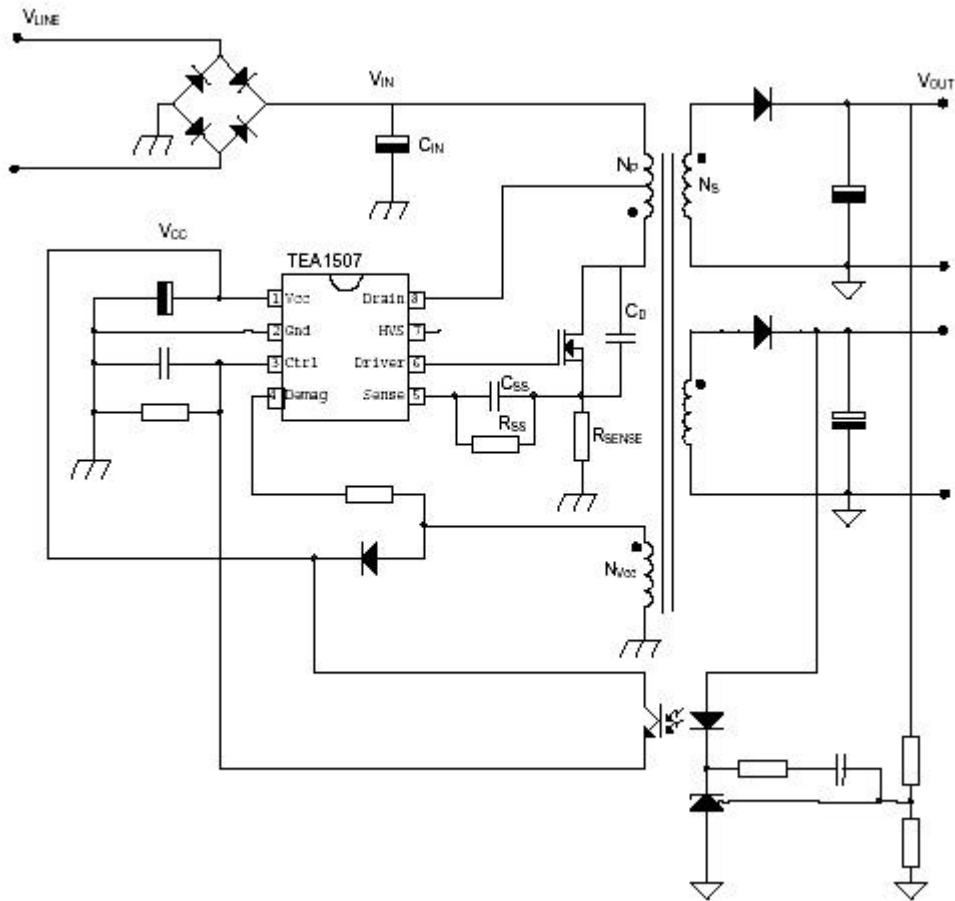 VLINE
VIN
VOUT
CIN
NP
NS
VCC
TEA1507
1 Vcc Drain 8
2 Gnd HVS 7
3 Ctrl Driver 6
4 Demag Sense 5
CD
CSS
RSS
RSENSE
NVcc